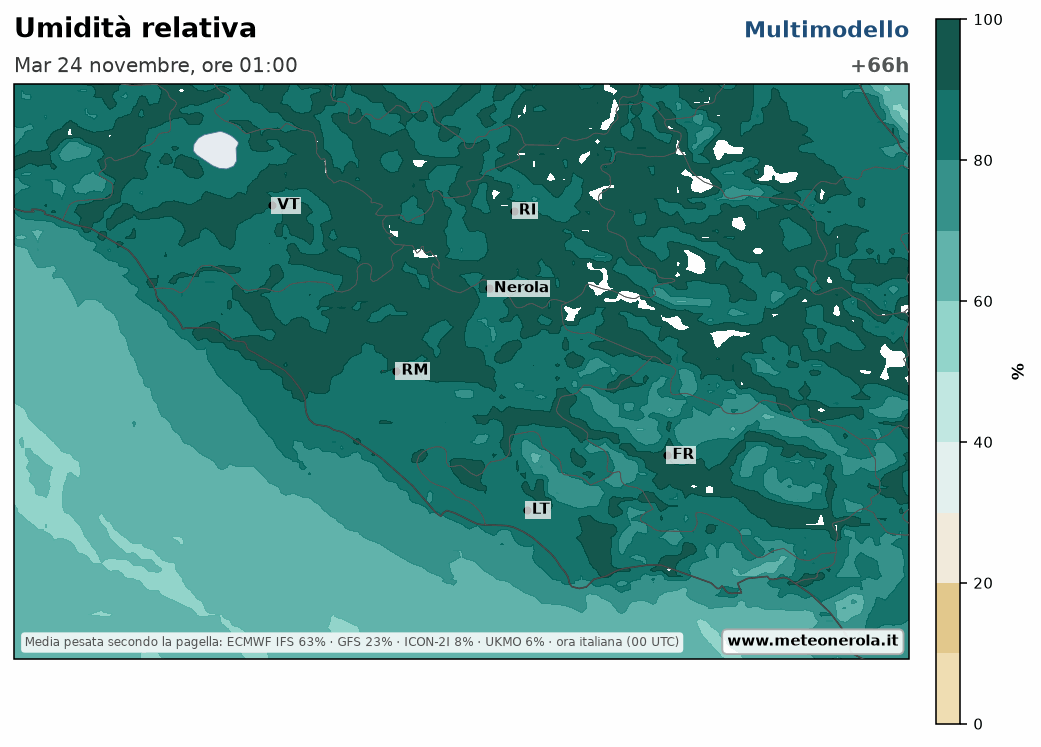 Umidità relativa
Multimodello
Mar 24 novembre, ore 01:00
+66h
100
80
60
40
20
0
%
VT
RI
Nerola
RM
FR
LT
Media pesata secondo la pagella: ECMWF IFS 63% · GFS 23% · ICON-2I 8% · UKMO 6% · ora italiana (00 UTC)
www.meteonerola.it